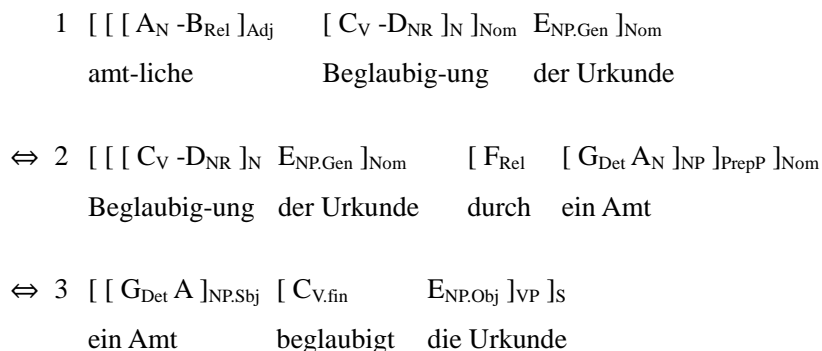 1 [ [ [ A_N -B_Rel ]_Adj [ C_V -D_NR ]_N ]_Nom E_NP.Gen ]_Nom
amt-liche Beglaubig-ung der Urkunde
⇔ 2 [ [ [ C_V -D_NR ]_N E_NP.Gen ]_Nom [ F_Rel [ G_Det A_N ]_NP ]_PrepP ]_Nom
Beglaubig-ung der Urkunde durch ein Amt
⇔ 3 [ [ G_Det A ]_NP.Sbj [ C_V.fin E_NP.Obj ]_VP ]_S
ein Amt beglaubigt die Urkunde